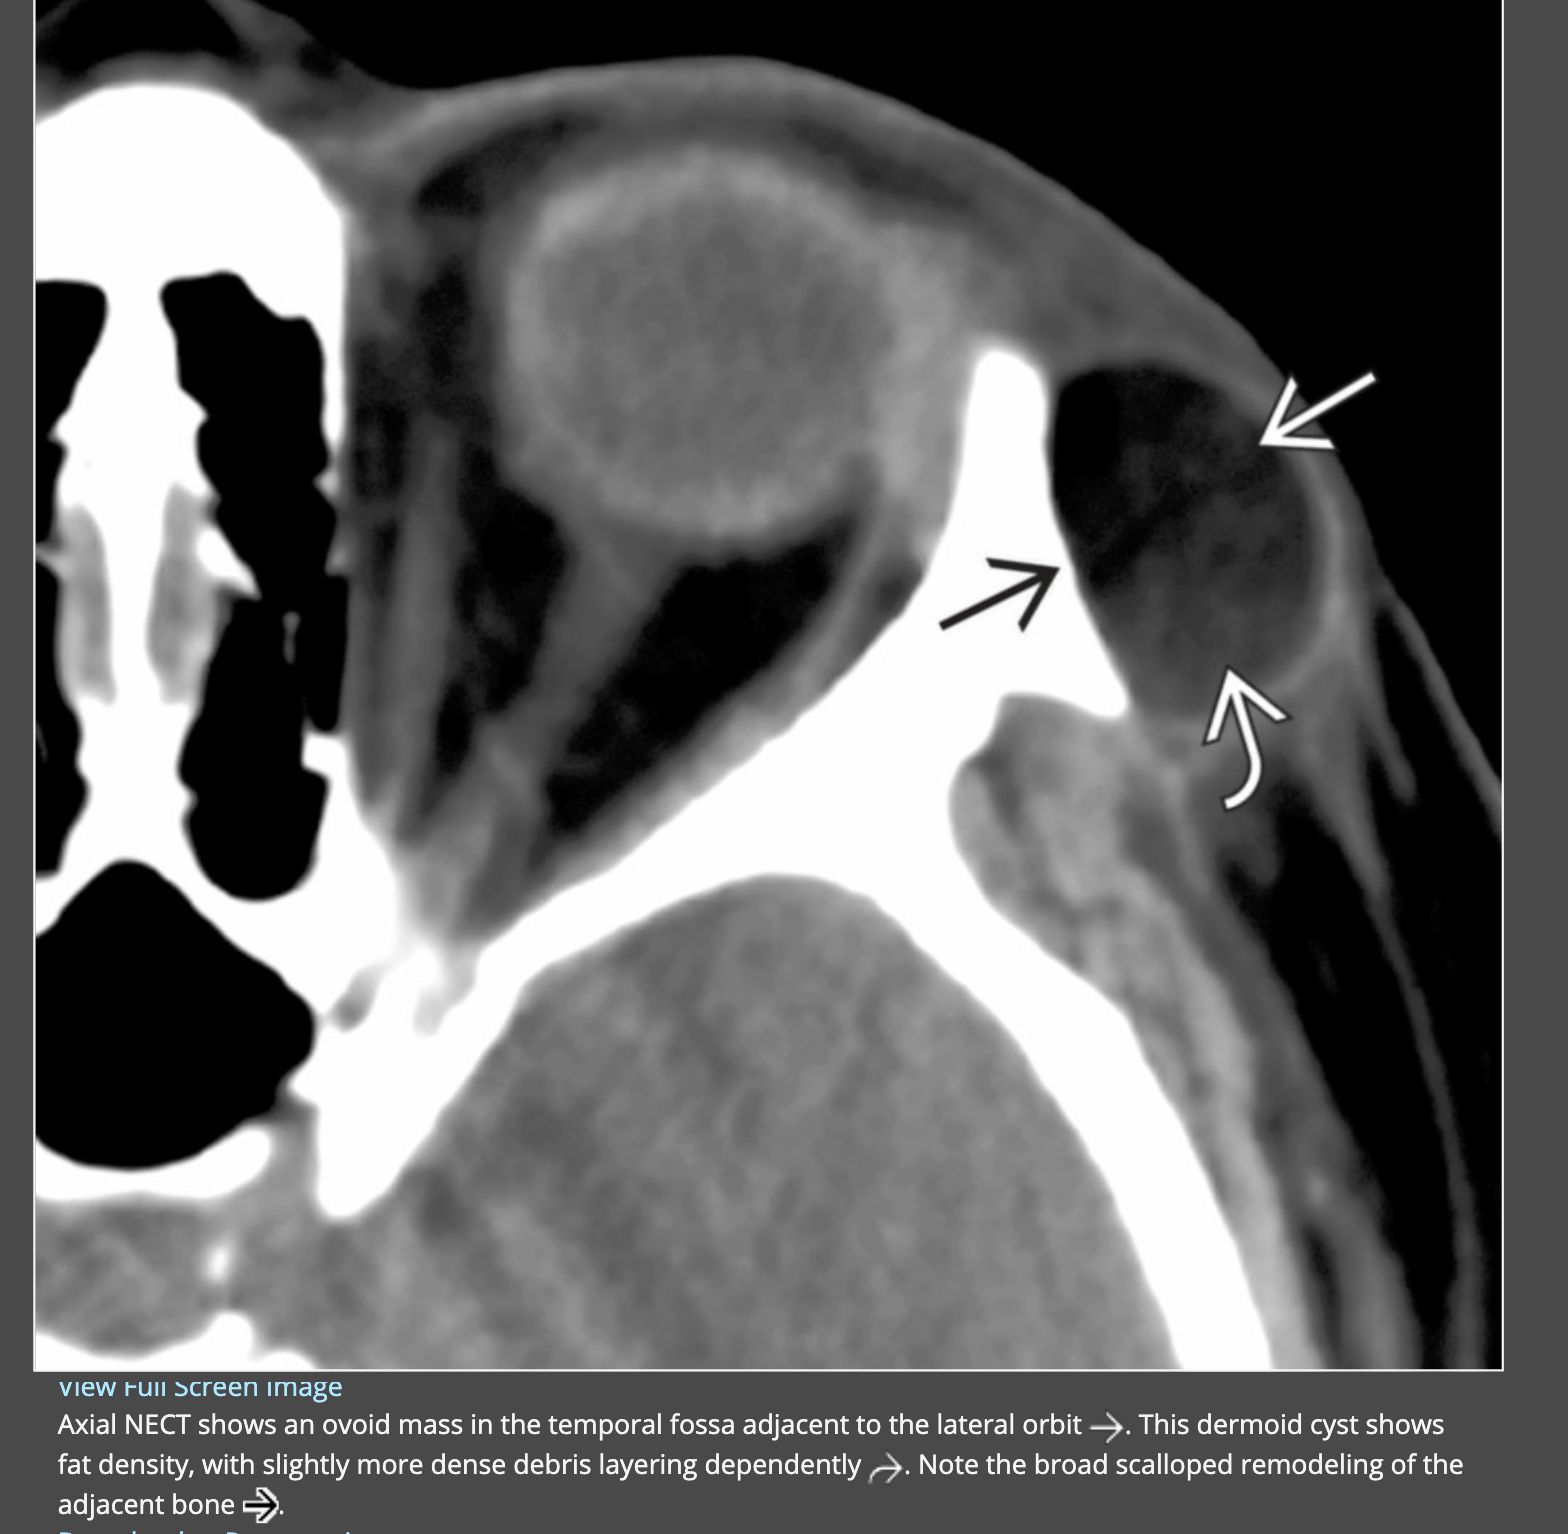 View Full Screen Image
Axial NECT shows an ovoid mass in the temporal fossa adjacent to the lateral orbit →. This dermoid cyst shows
fat density, with slightly more dense debris layering dependently ↷. Note the broad scalloped remodeling of the
adjacent bone ➔.